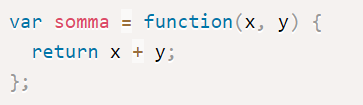 var somma = function(x, y) {
  return x + y;
};